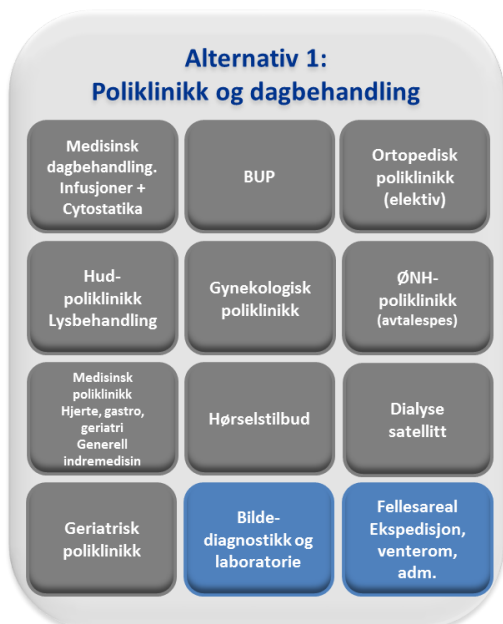 Alternativ 1:
Poliklinikk og dagbehandling
Medisinsk
dagbehandling.
Infusjoner +
Cytostatika
BUP
Ortopedisk
poliklinikk
(elektiv)
Hud-
poliklinikk
Lysbehandling
Gynekologisk
poliklinikk
ØNH-
poliklinikk
(avtalespes)
Medisinsk
poliklinikk
Hjerte, gastro,
geriatri
Generell
indremedisin
Hørselstilbud
Dialyse
satellitt
Geriatrisk
poliklinikk
Bilde-
diagnostikk og
laboratorie
Fellesareal
Ekspedisjon,
venterom,
adm.